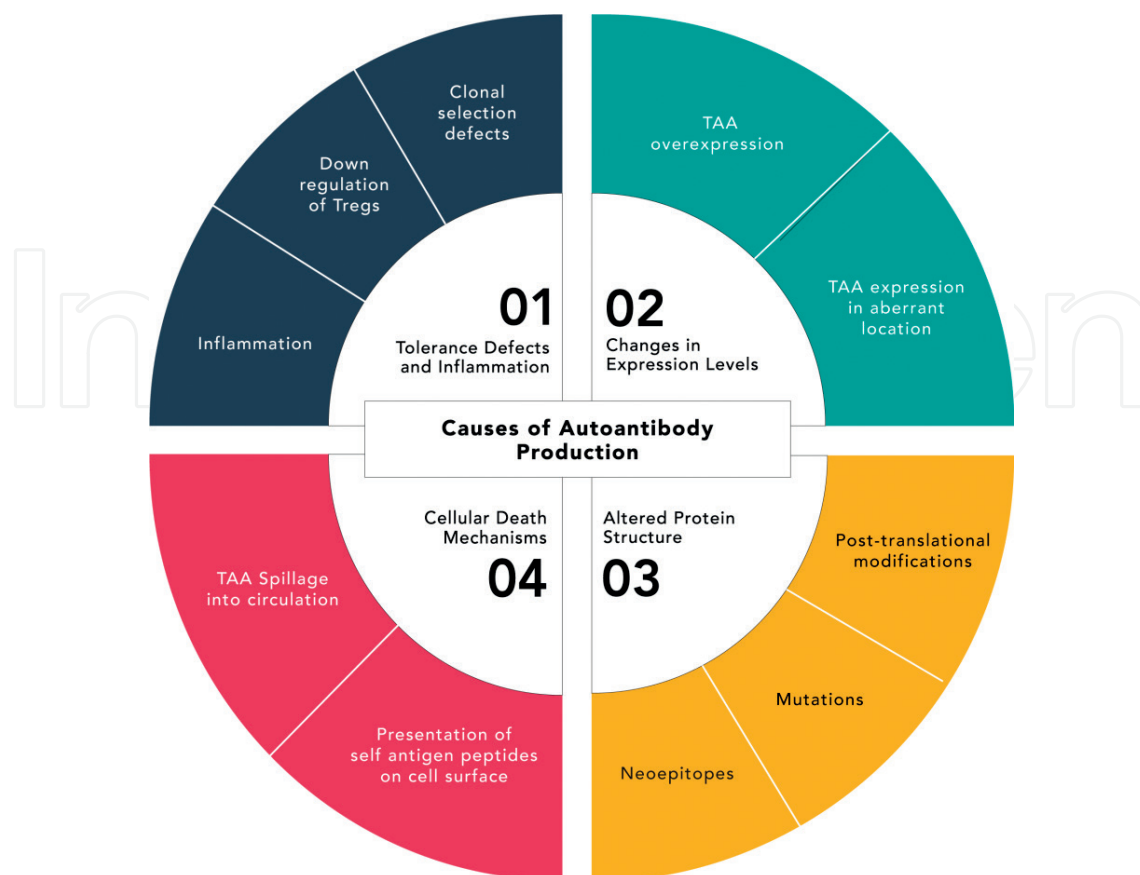 Clonal
selection
defects
Down
regulation
of Tregs
Inflammation
01
Tolerance Defects
and Inflammation
TAA
overexpression
TAA expression
in aberrant
location
02
Changes in
Expression Levels
Causes of Autoantibody
Production
Cellular Death
Mechanisms
04
TAA Spillage
into circulation
Presentation of
self antigen peptides
on cell surface
Altered Protein
Structure
03
Post-translational
modifications
Mutations
Neoepitopes